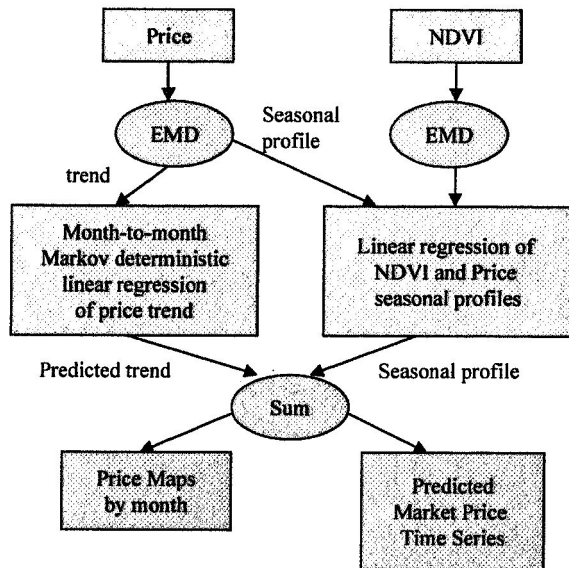 Price
NDVI
EMD
Seasonal
profile
EMD
trend
Month-to-month
Markov deterministic
linear regression
of price trend
Linear regression of
NDVI and Price
seasonal profiles
Predicted trend
Seasonal profile
Sum
Price Maps
by month
Predicted
Market Price
Time Series